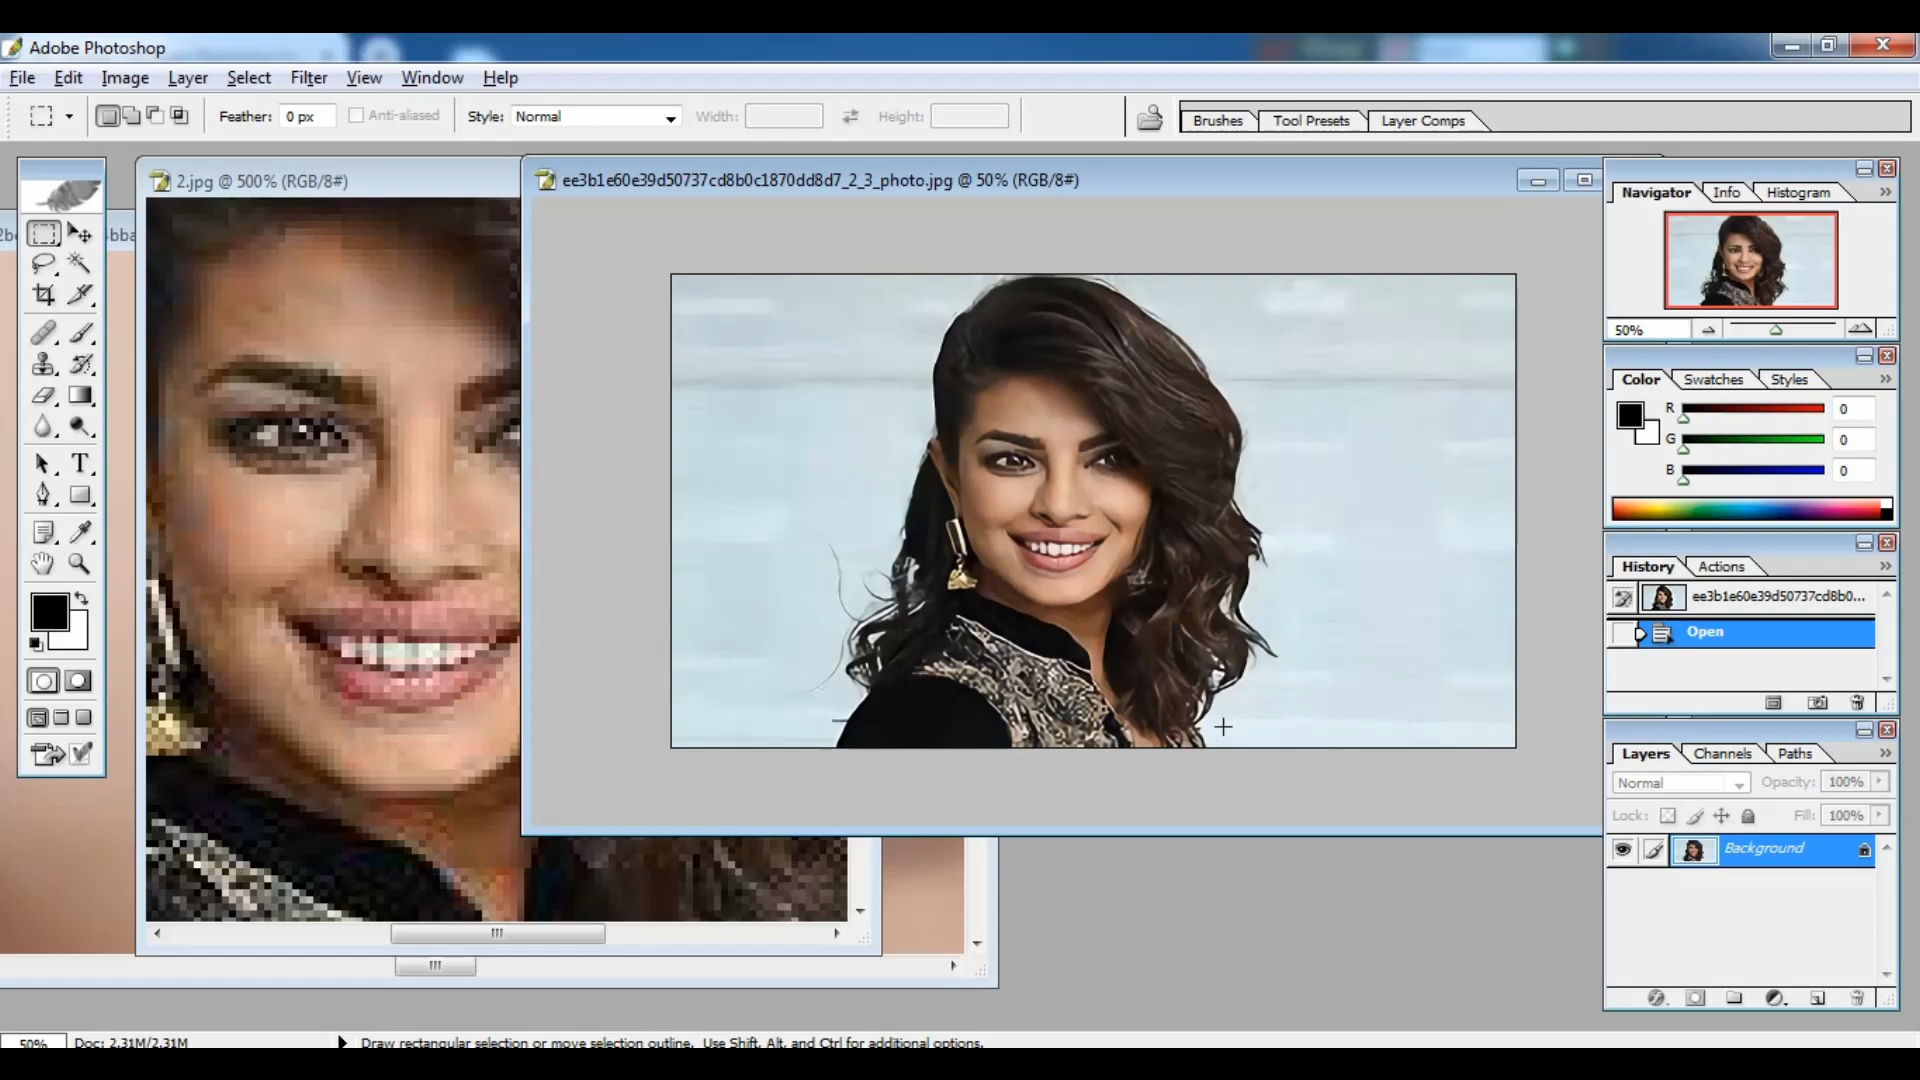 Adobe Photoshop
File Edit Image Layer Select Filter View Window Help
Feather: 0 px Anti-aliased Style: Normal Width: Height:
Brushes Tool Presets Layer Comps
2.jpg @ 500% (RGB/8#)
ee3b1e60e39d50737cd8b0c1870dd8d7_2_3_photo.jpg @ 50% (RGB/8#)
Navigator Info Histogram
50%
Color Swatches Styles
R 0
G 0
B 0
History Actions
ee3b1e60e39d50737cd8b0...
Open
Layers Channels Paths
Normal Opacity: 100%
Lock: Fill: 100%
Background
50% Doc: 2.31M/2.31M Draw rectangular selection or move selection outline. Use Shift, Alt, and Ctrl for additional options.